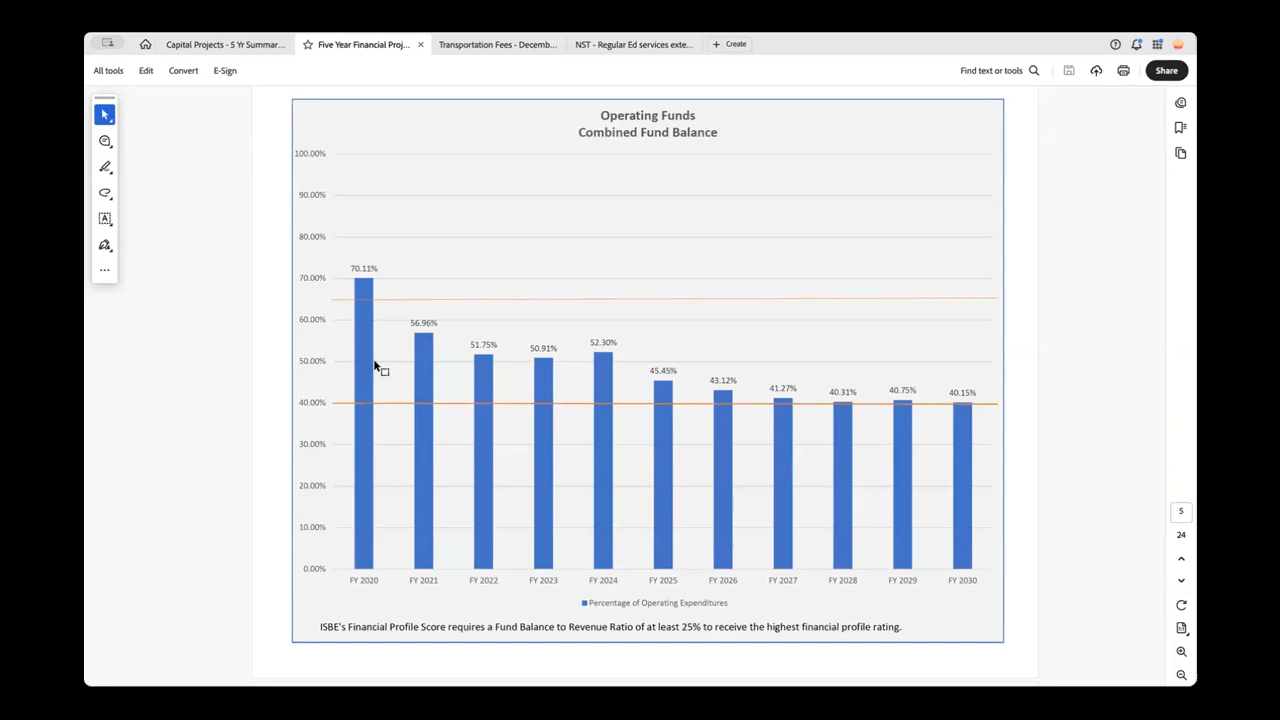 Capital Projects - 5 Yr Summar...
Five Year Financial Proj...
Transportation Fees - Decemb...
NST - Regular Ed services exte...
Create
All tools
Edit
Convert
E-Sign
Find text or tools
Share
Operating Funds
Combined Fund Balance
100.00%
90.00%
80.00%
70.00%
60.00%
50.00%
40.00%
30.00%
20.00%
10.00%
0.00%
70.11%
56.96%
51.75%
50.91%
52.30%
45.45%
43.12%
41.27%
40.31%
40.75%
40.15%
FY 2020
FY 2021
FY 2022
FY 2023
FY 2024
FY 2025
FY 2026
FY 2027
FY 2028
FY 2029
FY 2030
Percentage of Operating Expenditures
ISBE's Financial Profile Score requires a Fund Balance to Revenue Ratio of at least 25% to receive the highest financial profile rating.
5
24